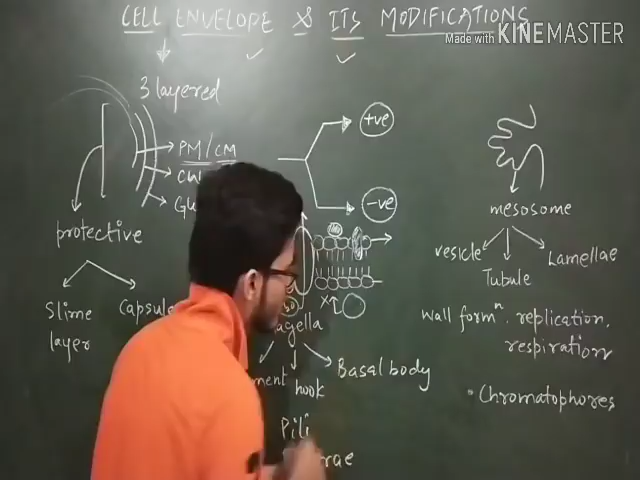 CELL ENVELOPE & ITS MODIFICATIONS
Made with KINEMASTER
3 layered
PM/CM
+ve
-ve
protective
Slime layer
Capsule
mesosome
vesicle
Tubule
Lamellae
wall formⁿ. replication.
respiration
• Chromatophores
hook
Basal body
Pili